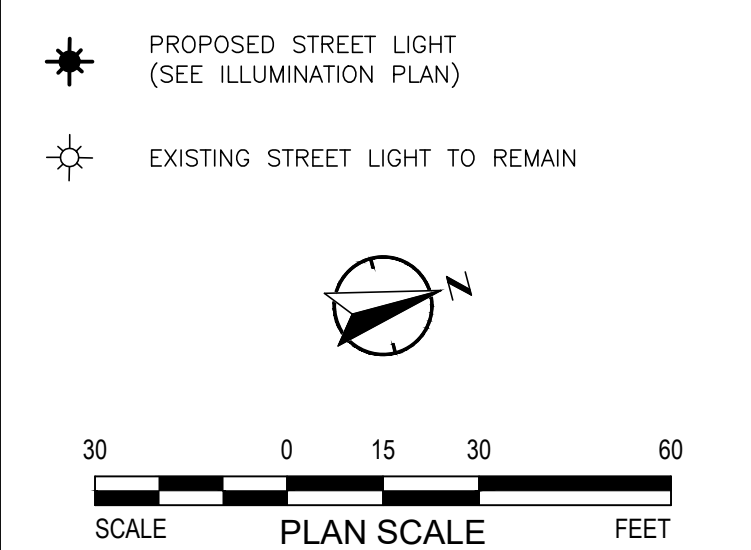 PROPOSED STREET LIGHT
(SEE ILLUMINATION PLAN)
EXISTING STREET LIGHT TO REMAIN
N
30 0 15 30 60
SCALE PLAN SCALE FEET